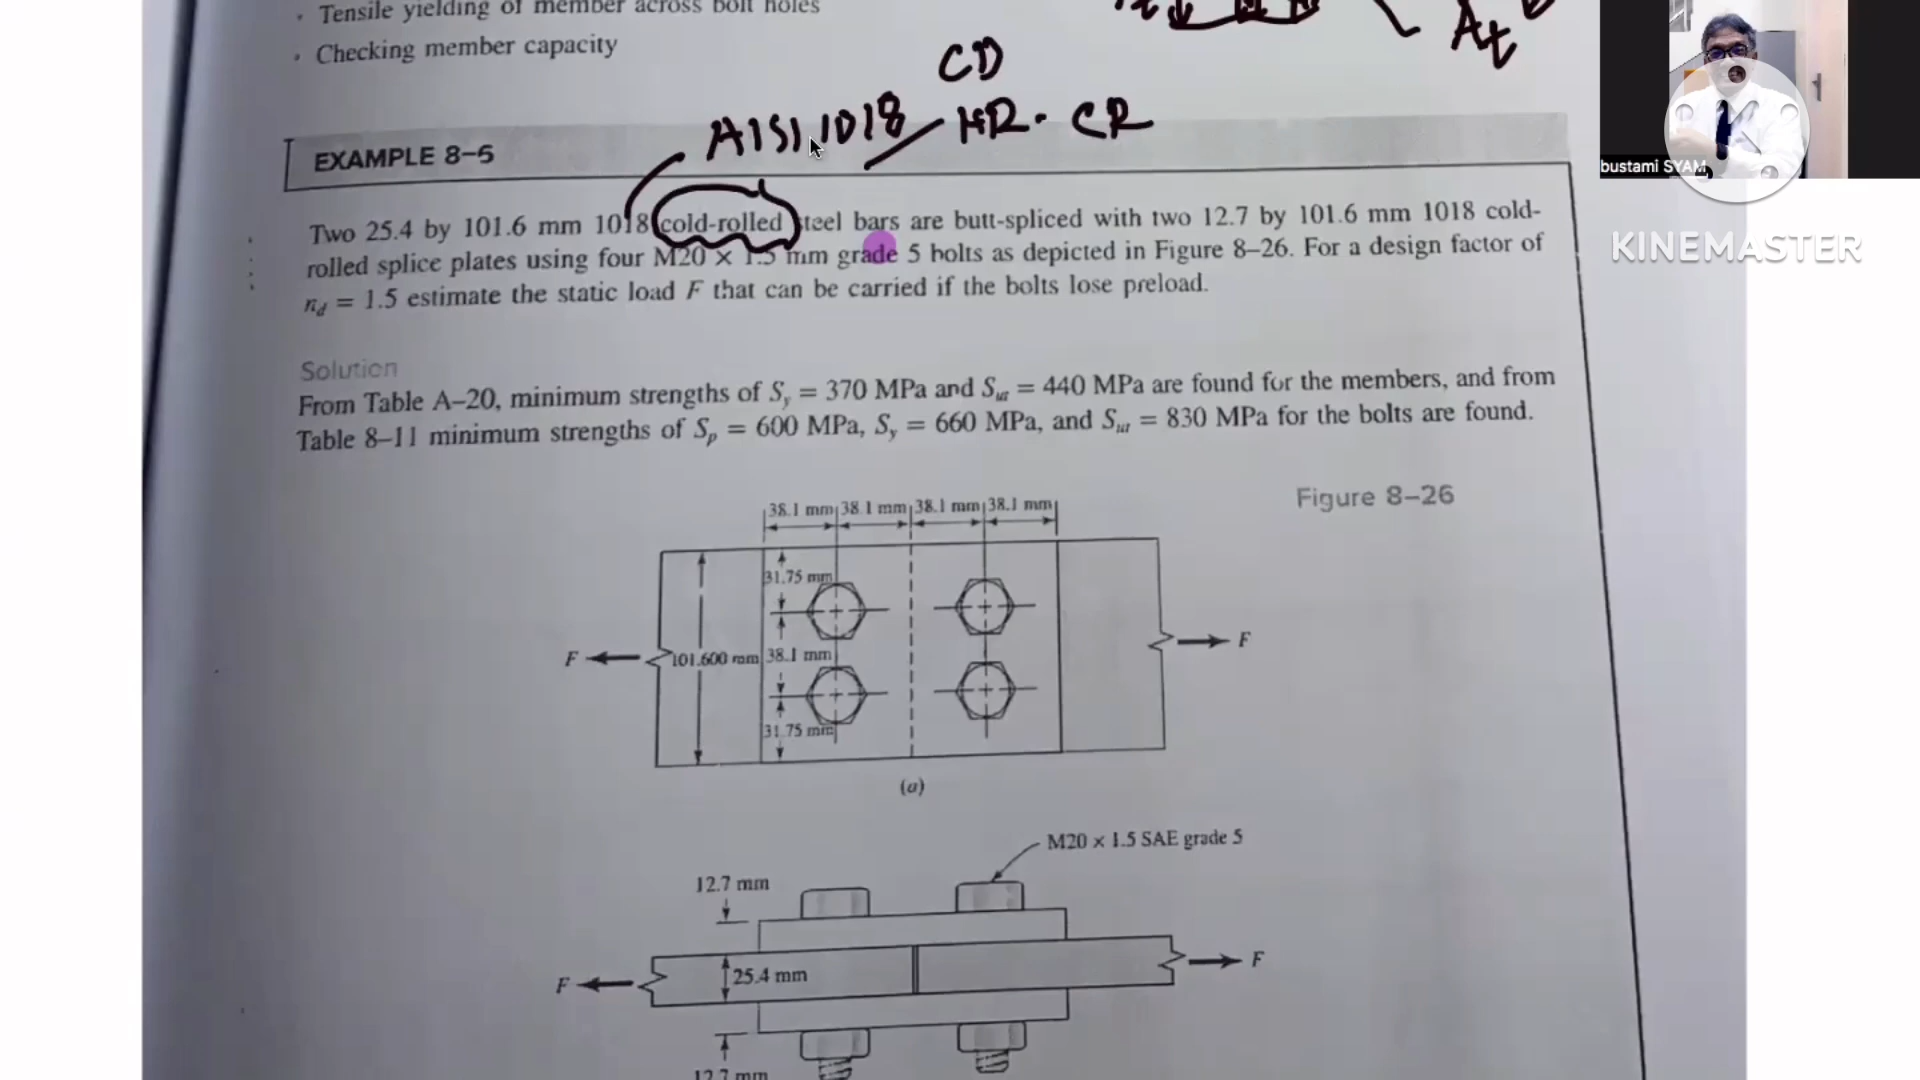 Tensile yielding of member across bolt holes
Checking member capacity
CD
AISI 1018 HR. CR
At
EXAMPLE 8–5
Two 25.4 by 101.6 mm 1018 cold-rolled steel bars are butt-spliced with two 12.7 by 101.6 mm 1018 cold-
rolled splice plates using four M20 × 1.5 mm grade 5 bolts as depicted in Figure 8–26. For a design factor of
nd = 1.5 estimate the static load F that can be carried if the bolts lose preload.
Solution
From Table A–20, minimum strengths of Sy = 370 MPa and Sut = 440 MPa are found for the members, and from
Table 8–11 minimum strengths of Sp = 600 MPa, Sy = 660 MPa, and Sut = 830 MPa for the bolts are found.
Figure 8–26
38.1 mm 38.1 mm 38.1 mm 38.1 mm
31.75 mm
F 101.600 mm 38.1 mm F
31.75 mm
(a)
M20 × 1.5 SAE grade 5
12.7 mm
F 25.4 mm F
12.7 mm
bustami SYAM
KINEMASTER